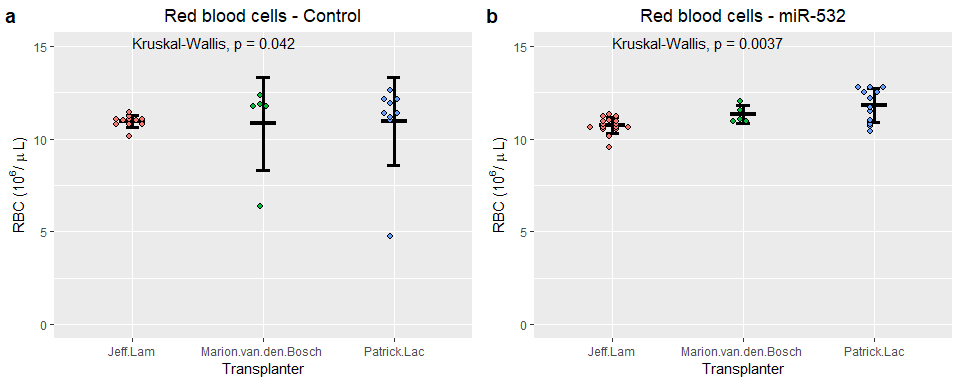 a
Red blood cells - Control
Kruskal-Wallis, p = 0.042
RBC (10⁶/ μ L)
15
10
5
0
Jeff.Lam
Marion.van.den.Bosch
Patrick.Lac
Transplanter
b
Red blood cells - miR-532
Kruskal-Wallis, p = 0.0037
RBC (10⁶/ μ L)
15
10
5
0
Jeff.Lam
Marion.van.den.Bosch
Patrick.Lac
Transplanter